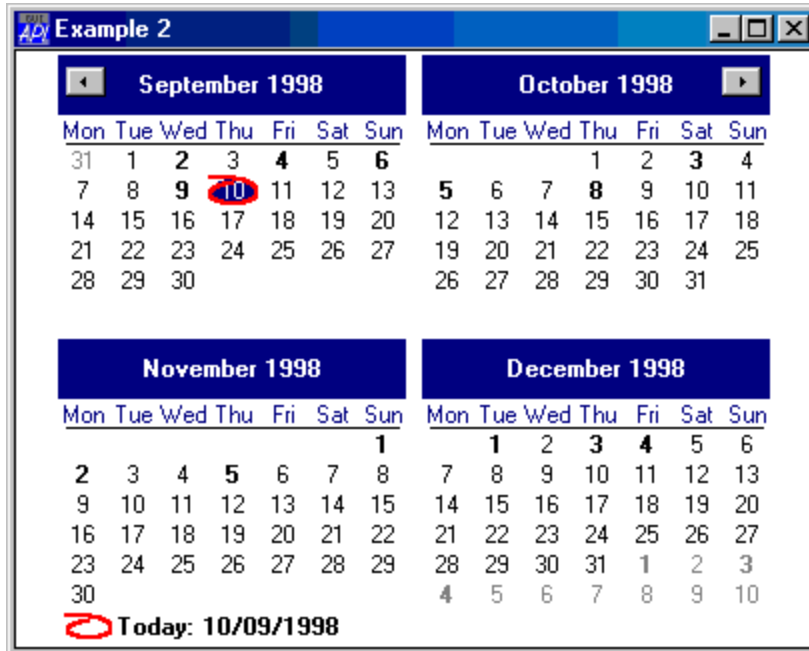 GUI
APL Example 2
September 1998 October 1998
Mon Tue Wed Thu Fri Sat Sun Mon Tue Wed Thu Fri Sat Sun
31 1 2 3 4 5 6 1 2 3 4
7 8 9 10 11 12 13 5 6 7 8 9 10 11
14 15 16 17 18 19 20 12 13 14 15 16 17 18
21 22 23 24 25 26 27 19 20 21 22 23 24 25
28 29 30 26 27 28 29 30 31
November 1998 December 1998
Mon Tue Wed Thu Fri Sat Sun Mon Tue Wed Thu Fri Sat Sun
1 1 2 3 4 5 6
2 3 4 5 6 7 8 7 8 9 10 11 12 13
9 10 11 12 13 14 15 14 15 16 17 18 19 20
16 17 18 19 20 21 22 21 22 23 24 25 26 27
23 24 25 26 27 28 29 28 29 30 31 1 2 3
30 4 5 6 7 8 9 10
Today: 10/09/1998